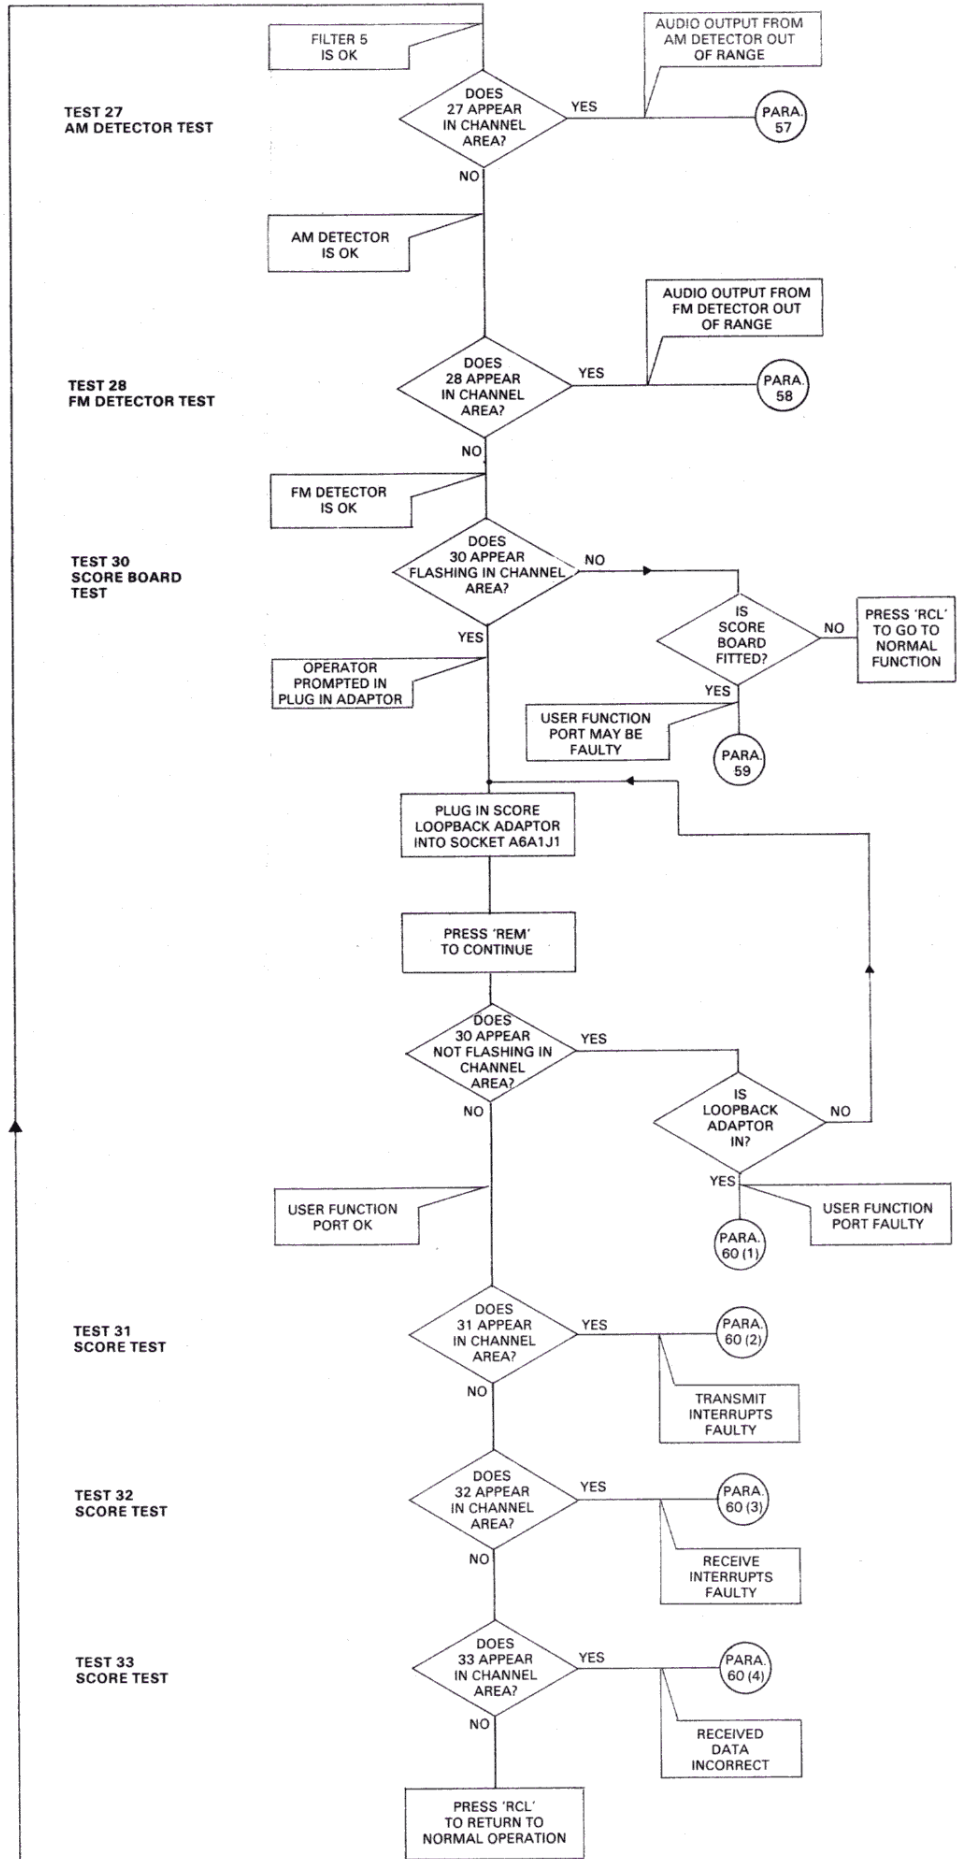 FILTER 5
IS OK
AUDIO OUTPUT FROM
AM DETECTOR OUT
OF RANGE
TEST 27
AM DETECTOR TEST
DOES
27 APPEAR
IN CHANNEL
AREA?
YES
PARA.
57
NO
AM DETECTOR
IS OK
AUDIO OUTPUT FROM
FM DETECTOR OUT
OF RANGE
TEST 28
FM DETECTOR TEST
DOES
28 APPEAR
IN CHANNEL
AREA?
YES
PARA.
58
NO
FM DETECTOR
IS OK
TEST 30
SCORE BOARD
TEST
DOES
30 APPEAR
FLASHING IN CHANNEL
AREA?
NO
IS
SCORE
BOARD
FITTED?
NO
PRESS 'RCL'
TO GO TO
NORMAL
FUNCTION
YES
OPERATOR
PROMPTED IN
PLUG IN ADAPTOR
YES
USER FUNCTION
PORT MAY BE
FAULTY
PARA.
59
PLUG IN SCORE
LOOPBACK ADAPTOR
INTO SOCKET A6A1J1
PRESS 'REM'
TO CONTINUE
DOES
30 APPEAR
NOT FLASHING IN
CHANNEL
AREA?
YES
NO
IS
LOOPBACK
ADAPTOR
IN?
NO
YES
USER FUNCTION
PORT OK
USER FUNCTION
PORT FAULTY
PARA.
60 (1)
TEST 31
SCORE TEST
DOES
31 APPEAR
IN CHANNEL
AREA?
YES
PARA.
60 (2)
NO
TRANSMIT
INTERRUPTS
FAULTY
TEST 32
SCORE TEST
DOES
32 APPEAR
IN CHANNEL
AREA?
YES
PARA.
60 (3)
NO
RECEIVE
INTERRUPTS
FAULTY
TEST 33
SCORE TEST
DOES
33 APPEAR
IN CHANNEL
AREA?
YES
PARA.
60 (4)
NO
RECEIVED
DATA
INCORRECT
PRESS 'RCL'
TO RETURN TO
NORMAL OPERATION